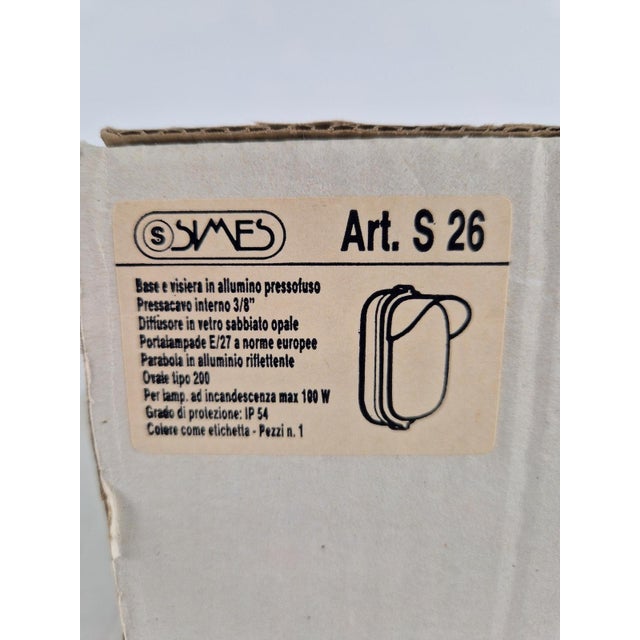 S SIMES Art. S 26
Base e visiera in allumino pressofuso
Pressacavo interno 3/8"
Diffusore in vetro sabbiato opale
Portalampade E/27 a norme europee
Parabola in alluminio riflettente
Ovale tipo 200
Per lamp. ad incandescenza max 100 W
Grado di protezione: IP 54
Colore come etichetta - Pezzi n. 1